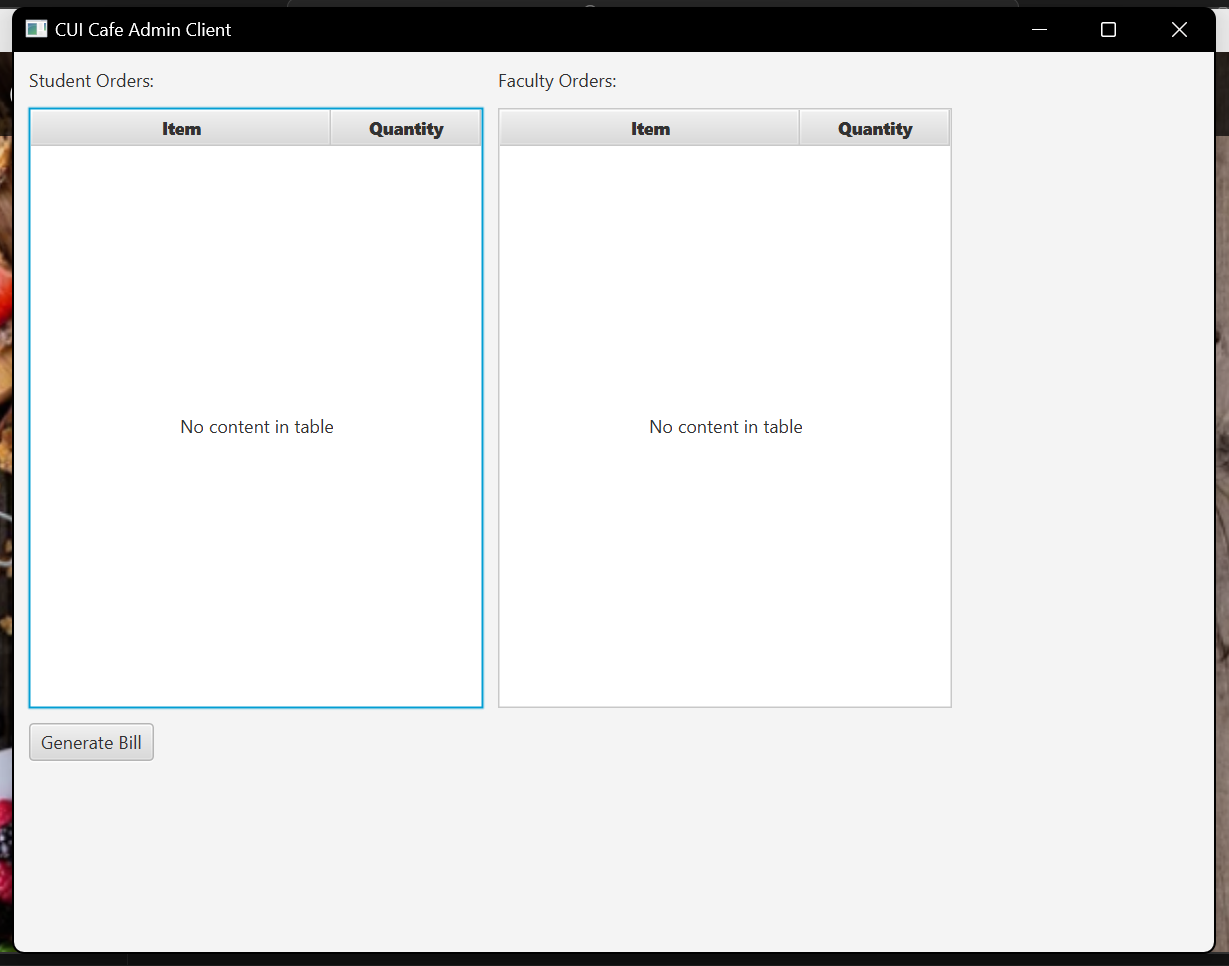 CUI Cafe Admin Client
Student Orders:
Faculty Orders:
Item Quantity
Item Quantity
No content in table
No content in table
Generate Bill